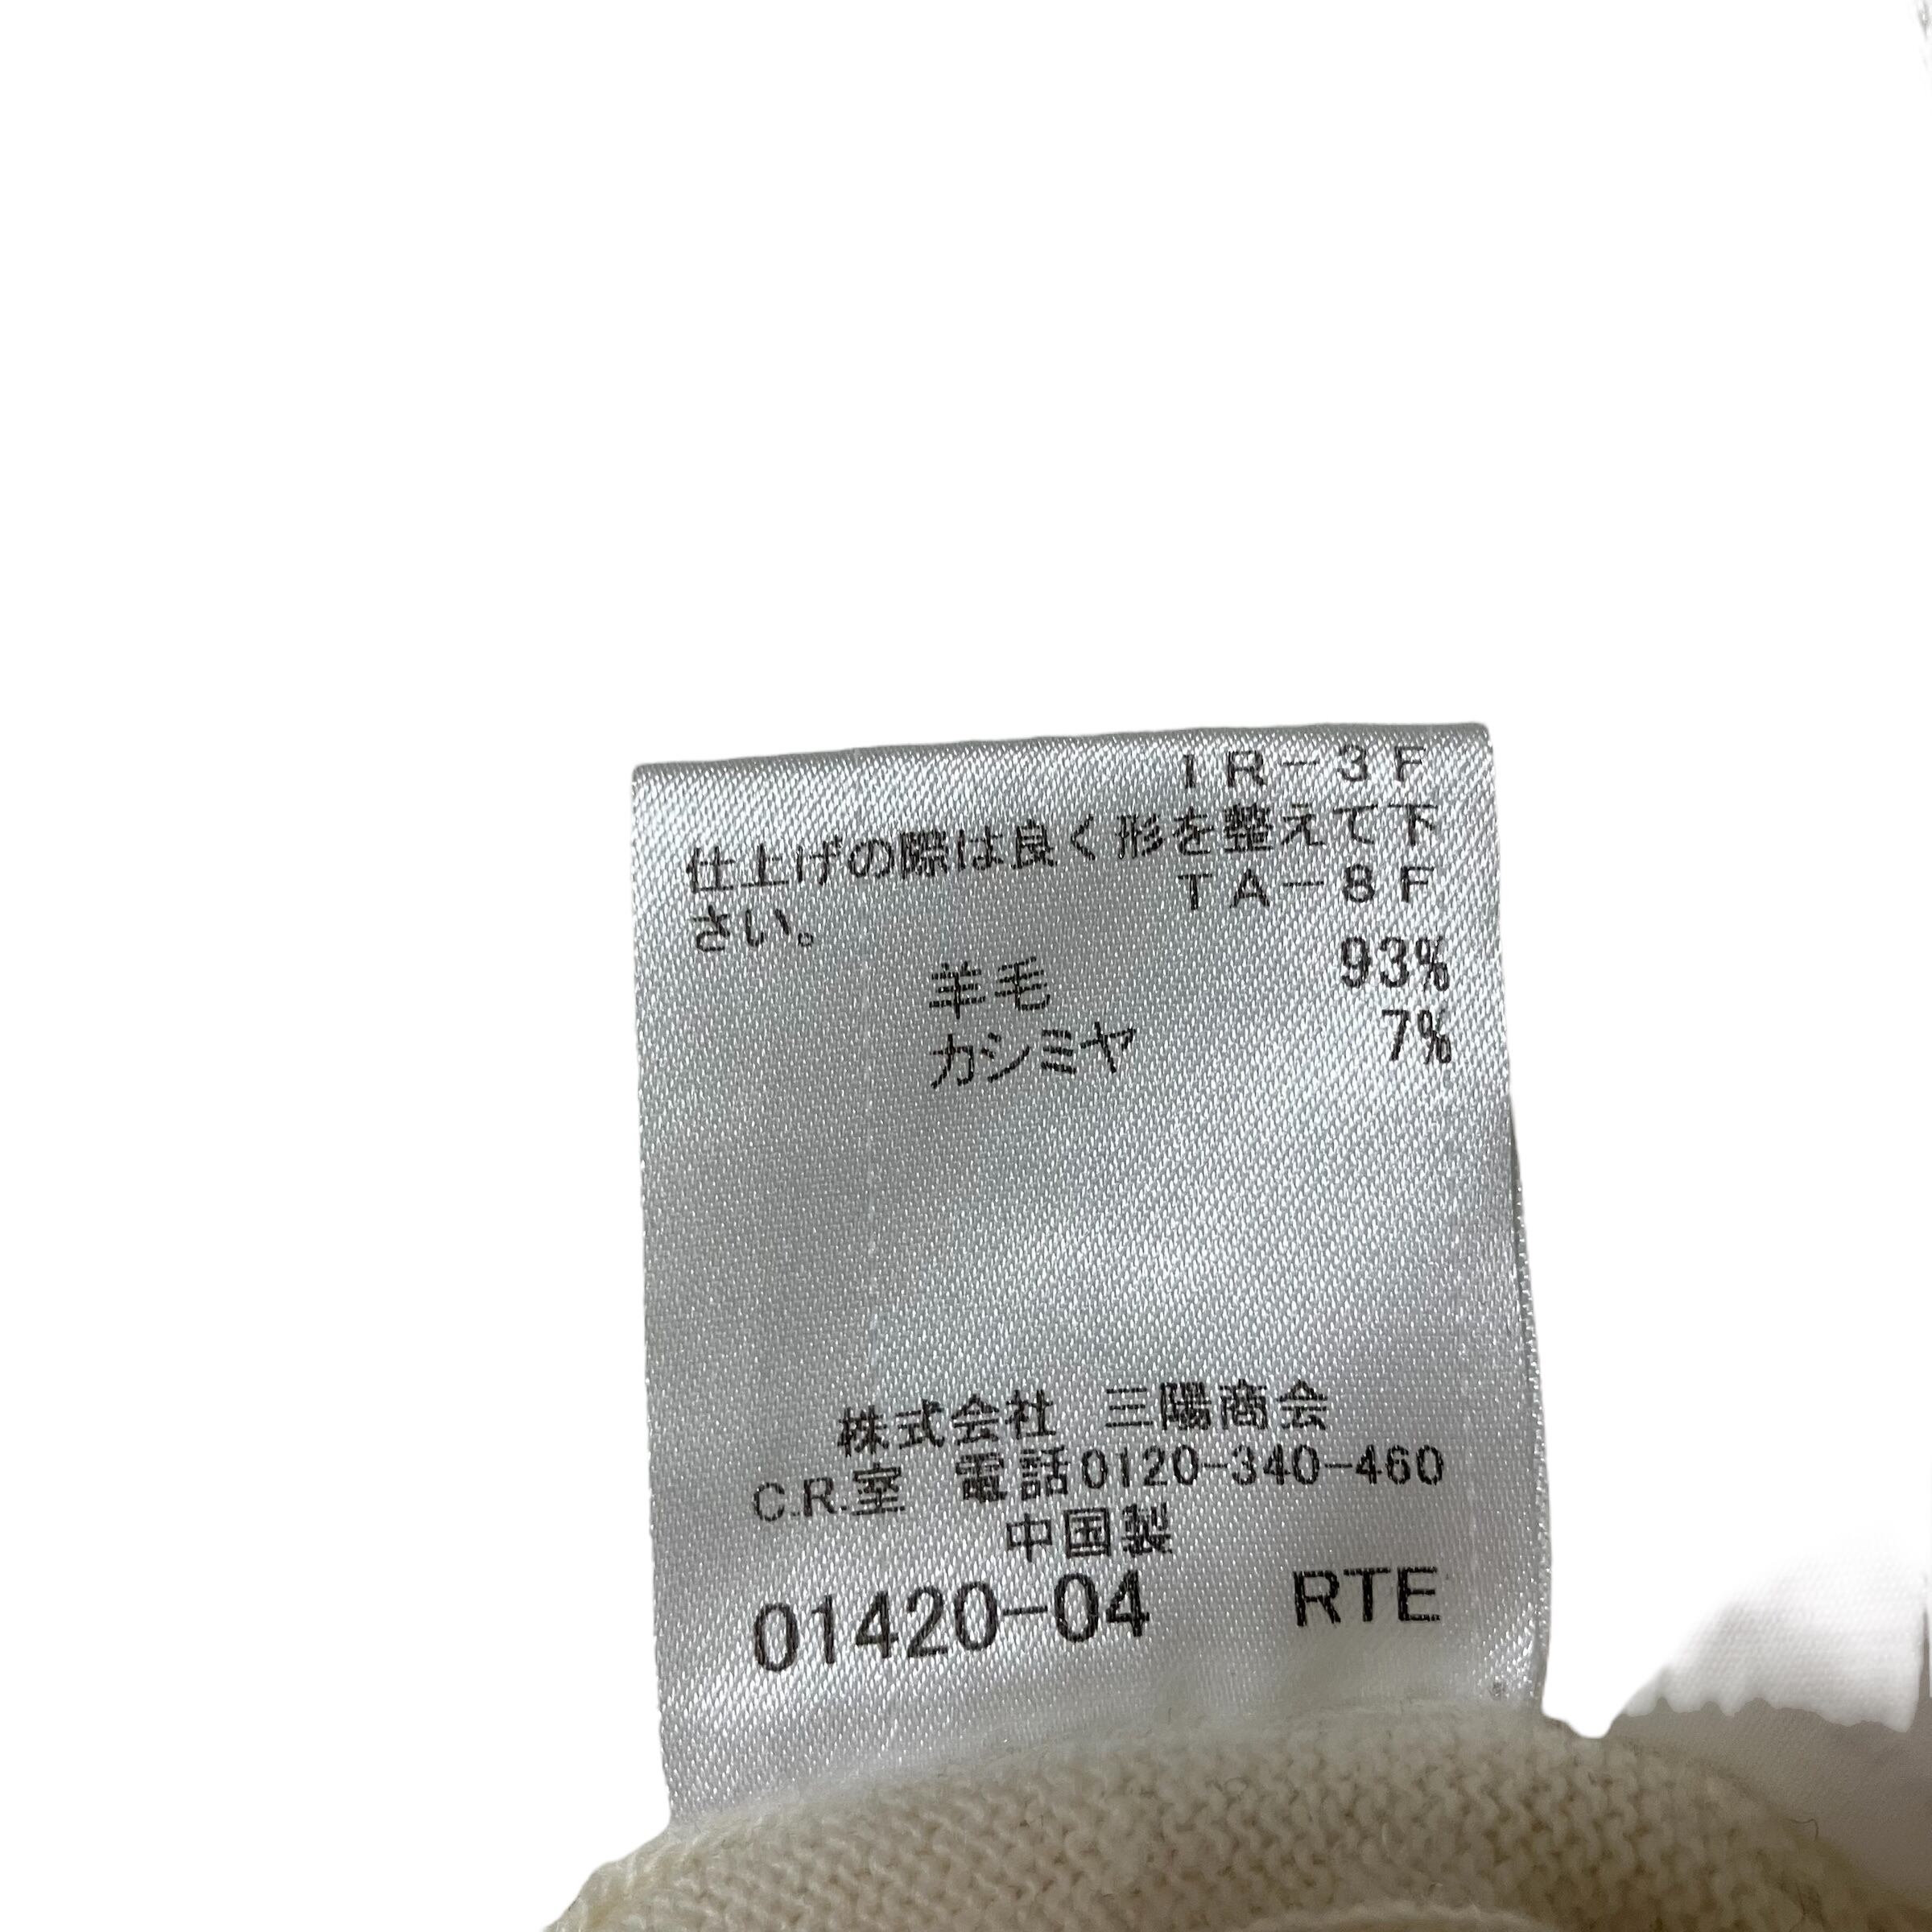 IR-3F
仕上げの際は良く形を整えて下
TA-8F
さい。
羊毛 93%
カシミヤ 7%
株式会社 三陽商会
C.R.室 電話0120-340-460
中国製
01420-04 RTE